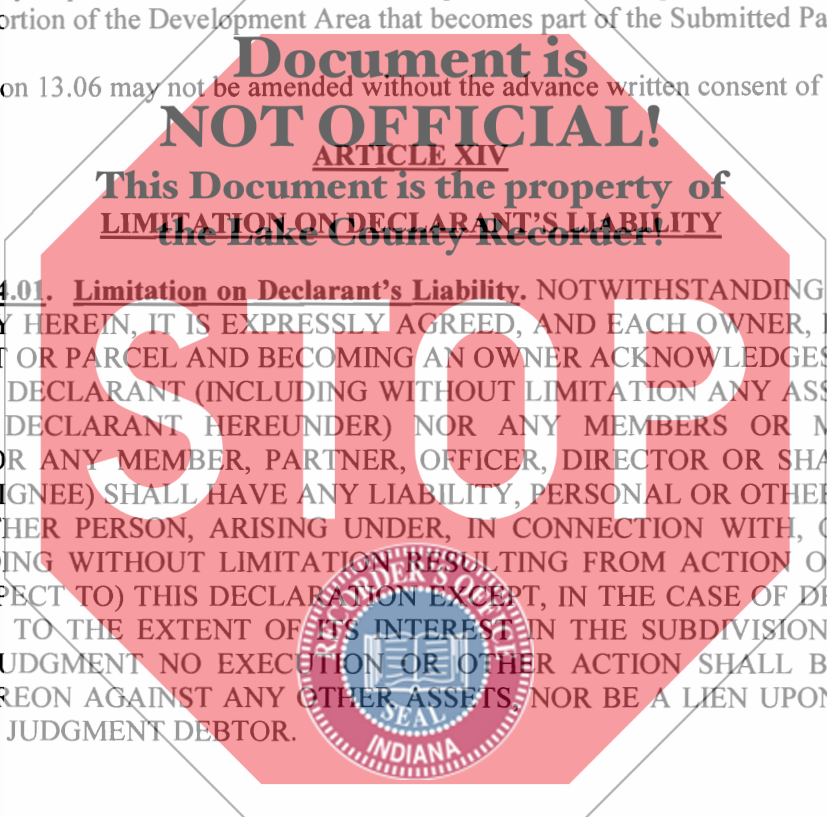 ortion of the Development Area that becomes part of the Submitted Pa
Document is
on 13.06 may not be amended without the advance written consent of
NOT OFFICIAL!
ARTICLE XIV
This Document is the property of
LIMITATION ON DECLARANT'S LIABILITY
the Lake County Recorder!
4.01. Limitation on Declarant's Liability. NOTWITHSTANDING
Y HEREIN, IT IS EXPRESSLY AGREED, AND EACH OWNER,
T OR PARCEL AND BECOMING AN OWNER ACKNOWLEDGES
DECLARANT (INCLUDING WITHOUT LIMITATION ANY ASS
DECLARANT HEREUNDER) NOR ANY MEMBERS OR M
OR ANY MEMBER, PARTNER, OFFICER, DIRECTOR OR SHA
IGNEE) SHALL HAVE ANY LIABILITY, PERSONAL OR OTHE
STOP
THER PERSON, ARISING UNDER, IN CONNECTION WITH, O
ING WITHOUT LIMITATION RESULTING FROM ACTION O
PECT TO) THIS DECLARATION EXCEPT, IN THE CASE OF DE
TO THE EXTENT OF ITS INTEREST IN THE SUBDIVISION
UDGMENT NO EXECUTION OR OTHER ACTION SHALL B
REON AGAINST ANY OTHER ASSETS, NOR BE A LIEN UPON
JUDGMENT DEBTOR.
RECORDER'S OFFICE
SEAL
INDIANA